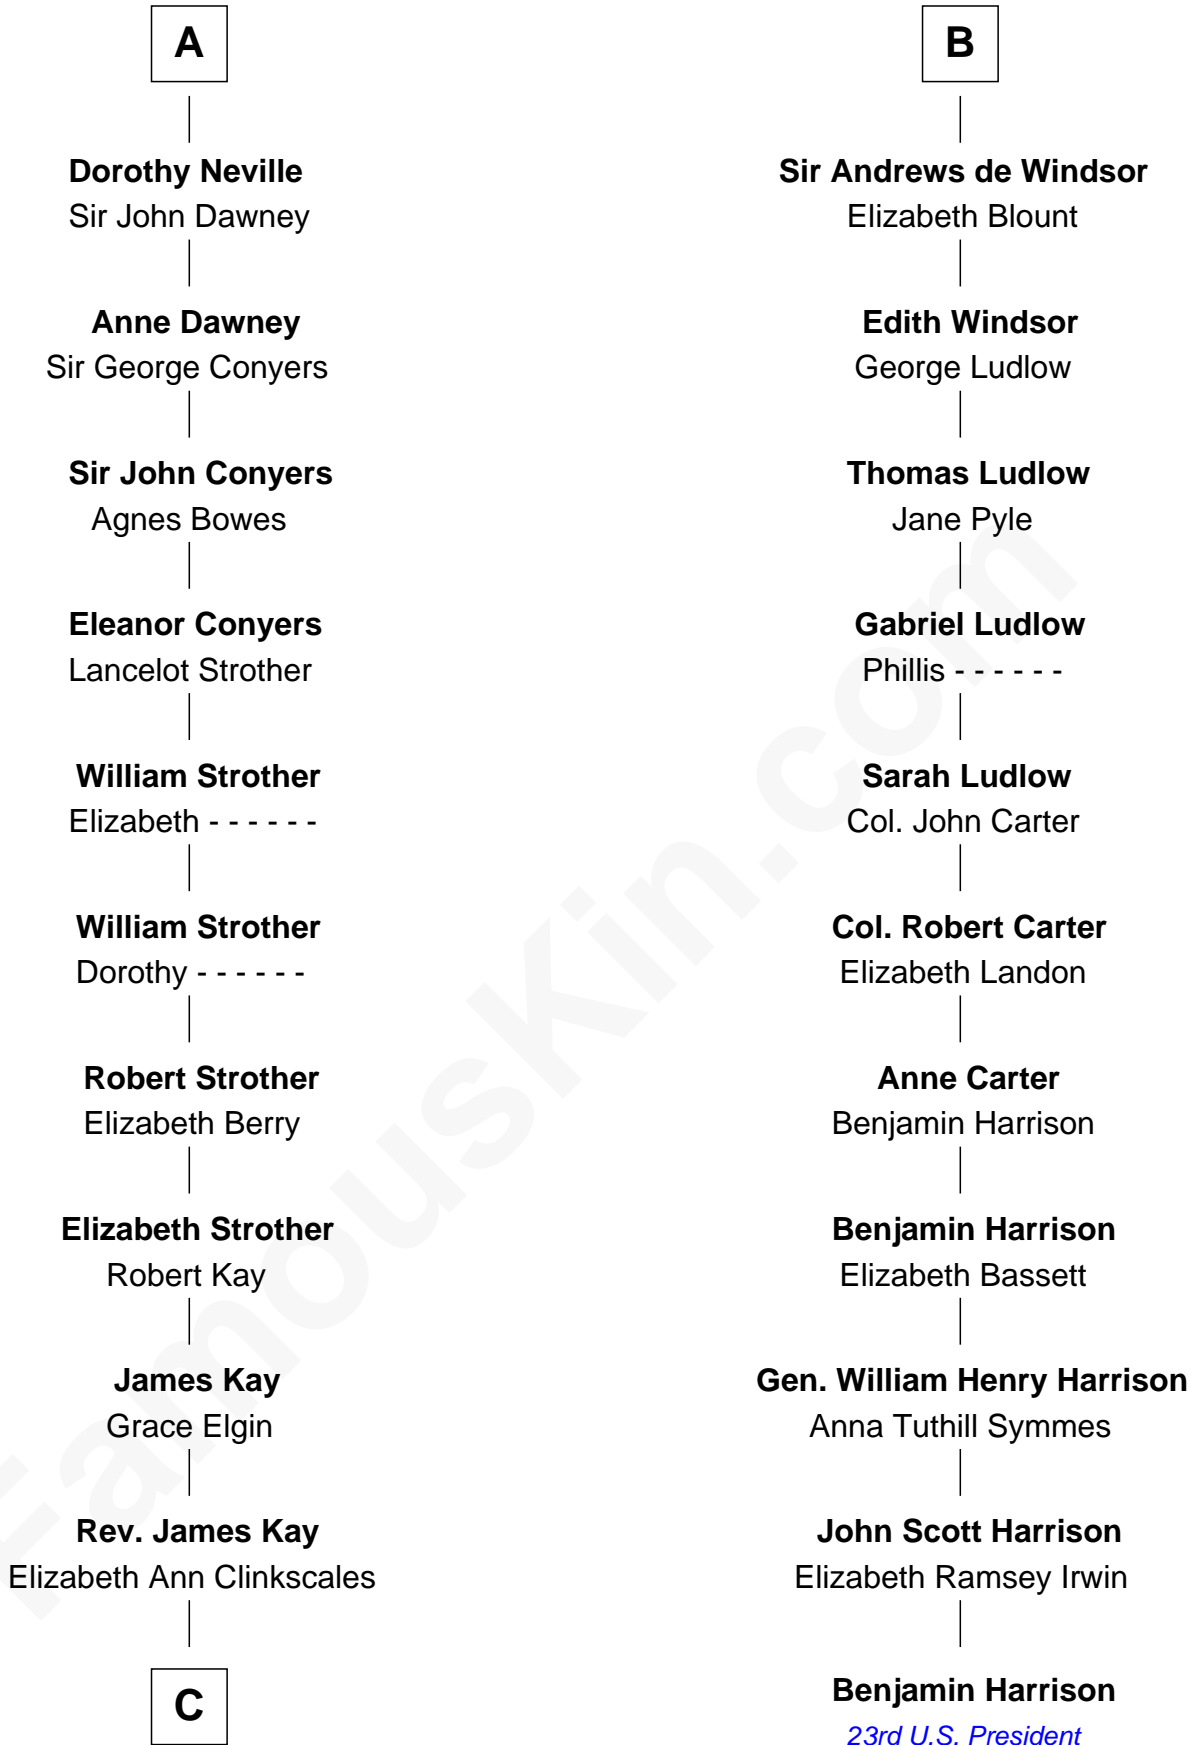 A
Dorothy Neville
Sir John Dawney
Anne Dawney
Sir George Conyers
Sir John Conyers
Agnes Bowes
Eleanor Conyers
Lancelot Strother
William Strother
Elizabeth - - - - - -
William Strother
Dorothy - - - - - -
Robert Strother
Elizabeth Berry
Elizabeth Strother
Robert Kay
James Kay
Grace Elgin
Rev. James Kay
Elizabeth Ann Clinkscales
C
B
Sir Andrews de Windsor
Elizabeth Blount
Edith Windsor
George Ludlow
Thomas Ludlow
Jane Pyle
Gabriel Ludlow
Phillis - - - - - -
Sarah Ludlow
Col. John Carter
Col. Robert Carter
Elizabeth Landon
Anne Carter
Benjamin Harrison
Benjamin Harrison
Elizabeth Bassett
Gen. William Henry Harrison
Anna Tuthill Symmes
John Scott Harrison
Elizabeth Ramsey Irwin
Benjamin Harrison
23rd U.S. President
FamousKin.com